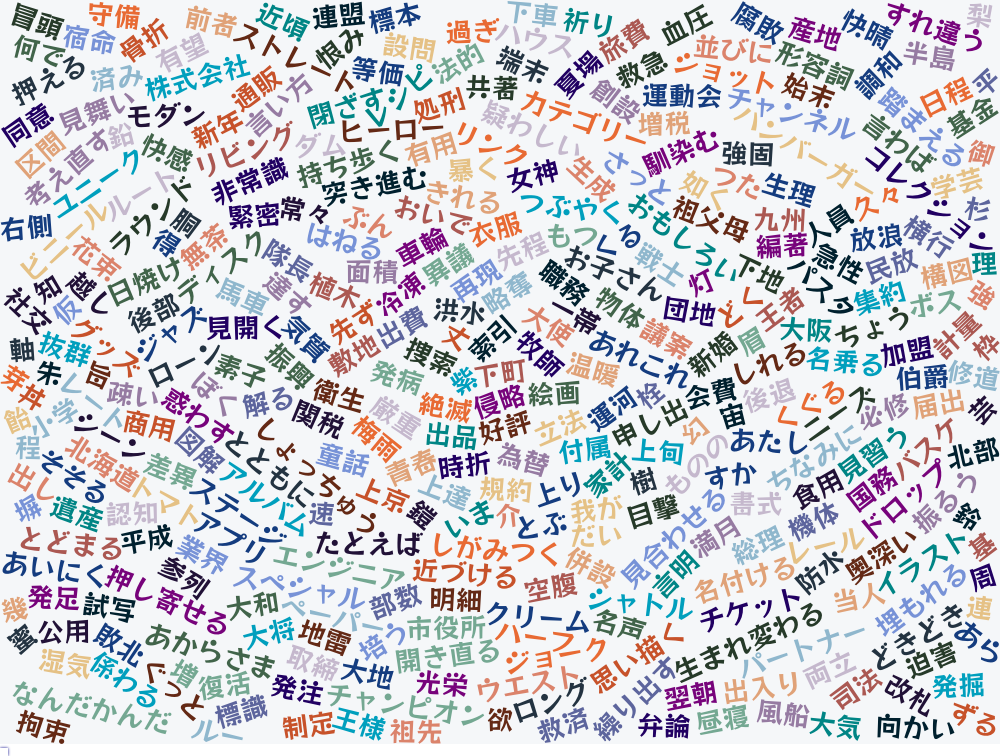 冒頭
守備
前者
近頃
連盟
標本
過ぎ
下車
祈り
血圧
腐敗
産地
快晴
すれ違う
梨
何で
宿命
骨折
有望
ストレート
恨み
設問
法的
ハウス
端末
夏場
旅費
並びに
形容詞
調和
半島
押える
済み
株式会社
通販
等価
共著
創設
救急
ショット
始末
踏まえる
日程
平
同意
見舞い
モダン
新年
言い方
閉ざす
処刑
疑わしい
カテゴリー
運動会
チャンネル
基金
区間
考え直す
鉛
快感
リビング
ダム
ヒーロー
有用
リンク
増税
馴染む
強固
ハンバーガー
言わば
御
ユニーク
ルート
非常識
持ち歩く
突き進む
暴く
きれる
女神
生成
さっと
如く
つた
生理
久々
コレクション
学芸
杉
右側
ビニール
花束
ラウンド
胴
得
無茶
緊密
常々
ぶん
はねる
おいで
衣服
つぶやく
おもしろい
祖父母
九州
編著
人員
急性
放浪
横行
社交
知
仮
越し
日焼け
ディスク
隊長
達す
面積
車輪
冷凍
異議
先程
もつ
くる
戦士
お子さん
灯
下地
パスタ
民放
構図
理
後部
馬車
植木
再現
略奪
職務
物体
団地
どく
王者
集約
ボス
強
軸
抜群
グッズ
ジャズ
見開く
気質
先ず
出費
洪水
丈
索引
大使
一帯
議案
新婚
眉
大阪
ちょう
計量
枠
芽
朱
旨
ローン
素子
振興
敷地
捜索
紫
牧師
あれこれ
しれる
名乗る
加盟
伯爵
修道
丼
レート
疎い
ぼく
解る
衛生
発病
下町
侵略
絵画
温暖
運河
栓
会費
宙
後退
くぐる
ニーズ
必修
届出
芸
飴
小学
シーン
商用
惑わす
関税
梅雨
厳重
絶滅
出品
好評
立法
申し出
幻
あたし
程
そそる
北海道
差異
図解
とともに
しょっちゅう
童話
青春
時折
為替
付属
上旬
ものの
ちなみに
見習う
バスケ
北部
出し
塀
遺産
認知
トマト
ステージ
アルバム
速
上京
鎧
上達
規約
上り
家計
樹
すか
食用
国務
ドロップ
振るう
とどまる
平成
アプリ
たとえば
いま
介
とぶ
我が
目撃
見合わせる
書式
機体
銘
あいにく
業界
エンジニア
しがみつく
だい
併設
言明
満月
総理
レール
奥深い
イラスト
基
幾
発足
押し寄せる
参列
スペシャル
近づける
空腹
名付ける
防水
当人
埋もれる
周
試写
大和
ペーパー
部数
明細
クリーム
シャトル
チケット
連
公用
敗北
あからさま
大将
地雷
培う
市役所
ハーフ
名声
生まれ変わる
どきどき
あら
湿気
係わる
ぐっと
増
復活
取締
大地
開き直る
ジョーク
思い描く
パートナー
両立
迫害
なんだかんだ
標識
発注
チャンピオン
光栄
ウエスト
ロング
繰り出す
翌朝
出入り
司法
改札
発掘
拘束
ルー
制定
王様
祖先
欲
救済
弁論
昼寝
風船
大気
向かい
ずる